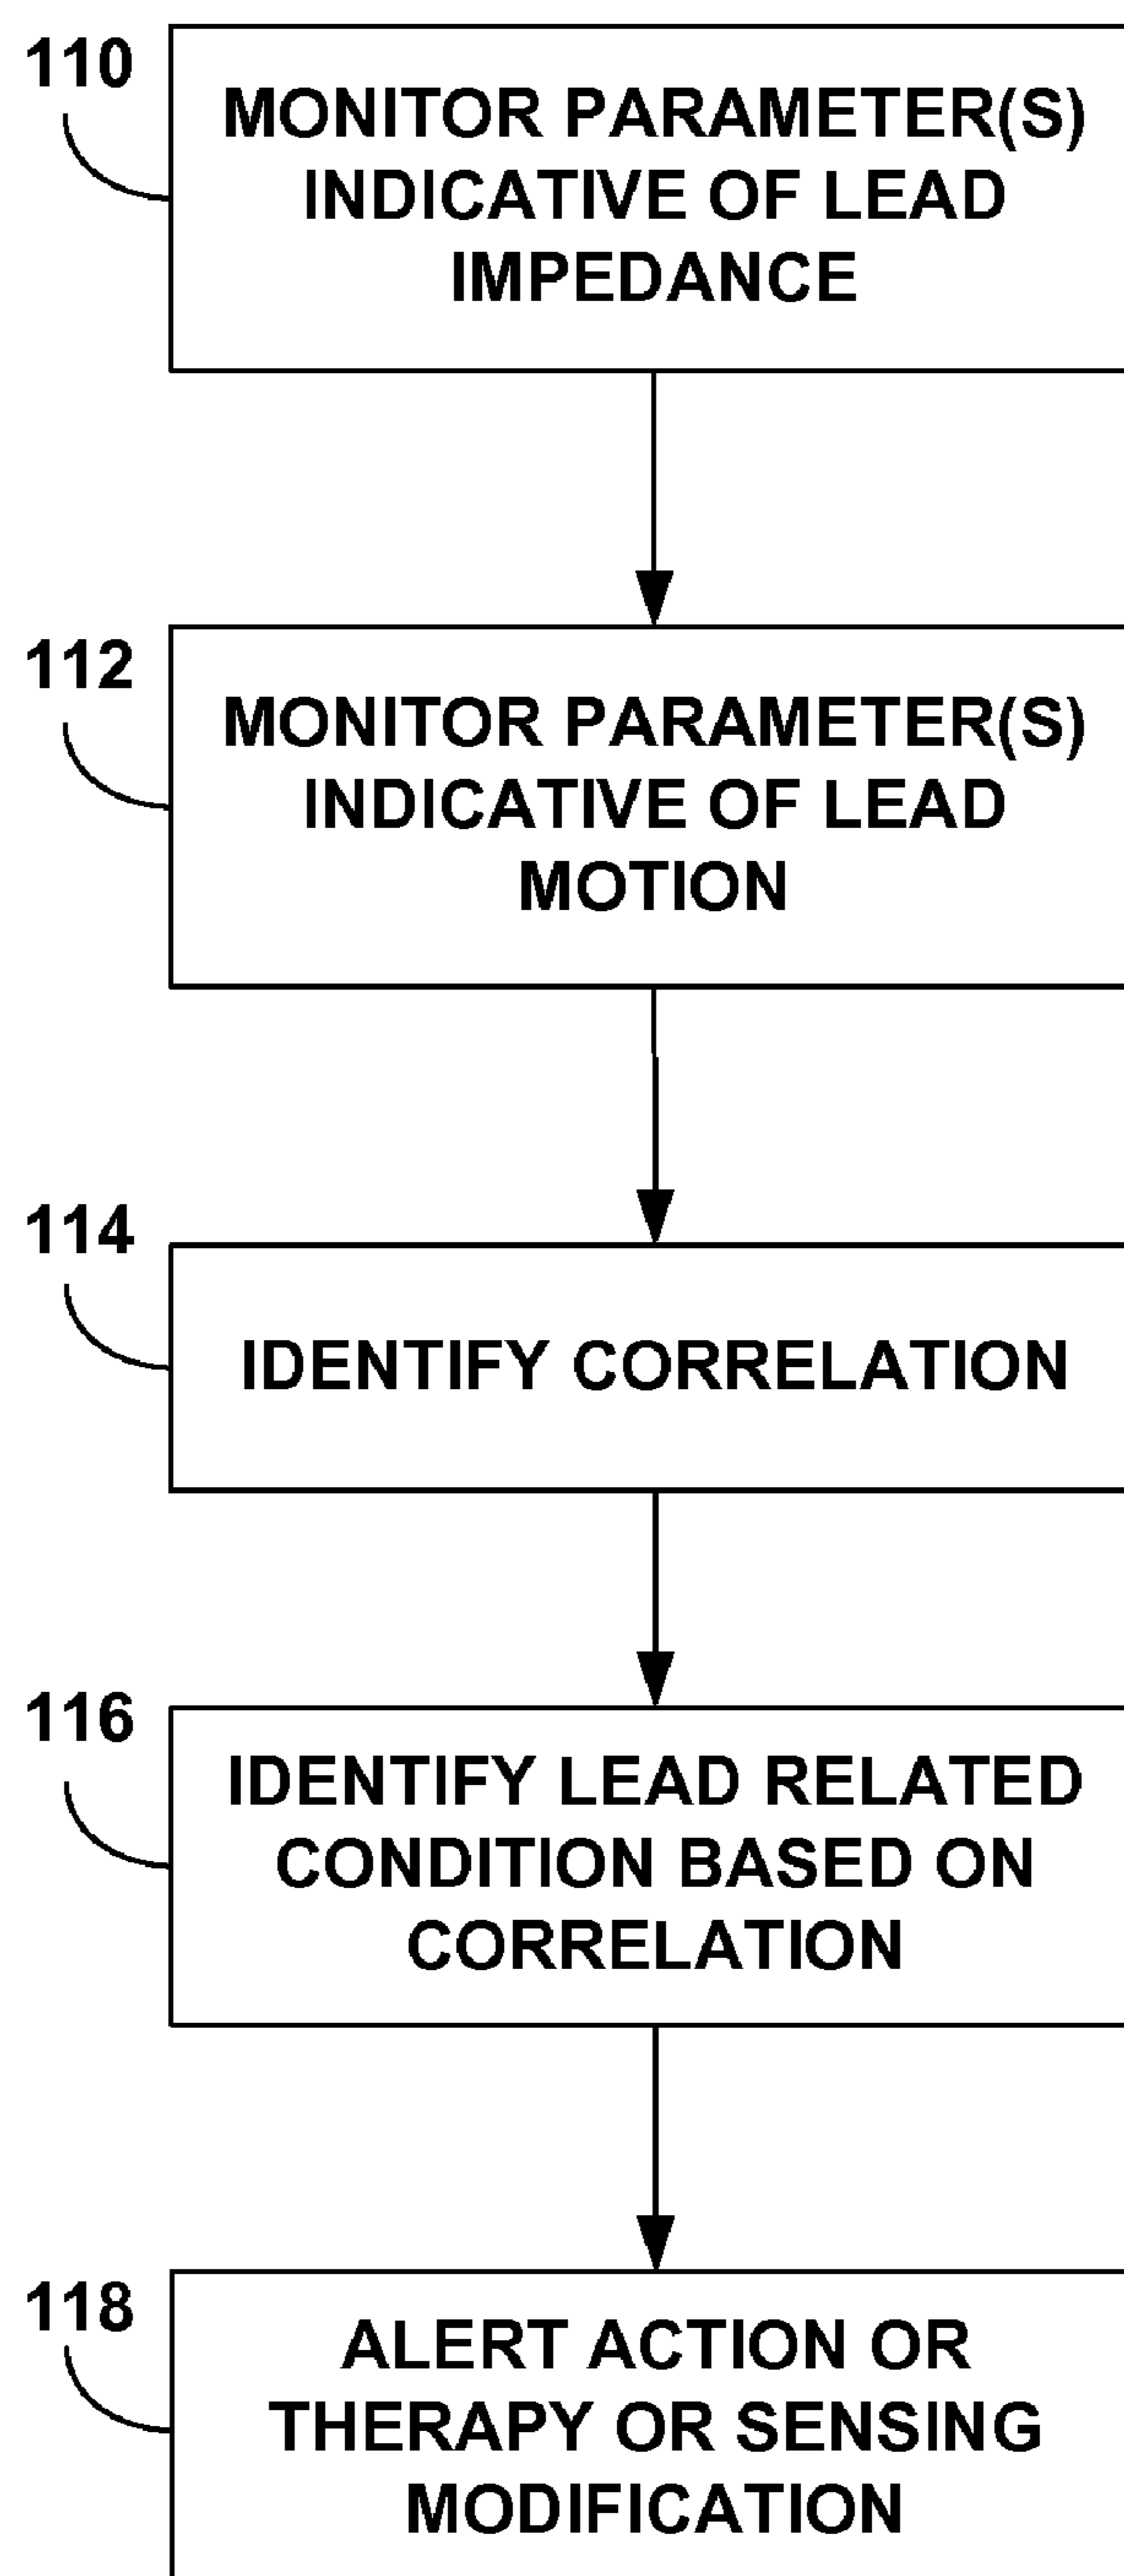 110
MONITOR PARAMETER(S)
INDICATIVE OF LEAD
IMPEDANCE
112
MONITOR PARAMETER(S)
INDICATIVE OF LEAD
MOTION
114
IDENTIFY CORRELATION
116
IDENTIFY LEAD RELATED
CONDITION BASED ON
CORRELATION
118
ALERT ACTION OR
THERAPY OR SENSING
MODIFICATION